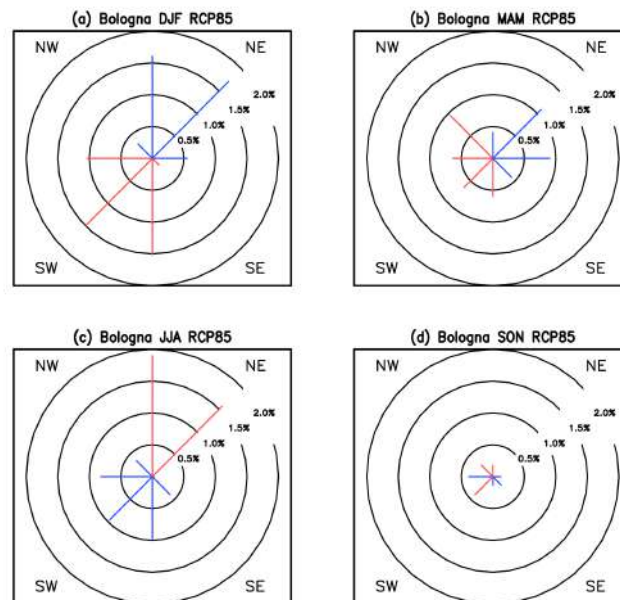 (a) Bologna DJF RCP85
NW
NE
2.0%
1.5%
1.0%
0.5%
SW
SE
(b) Bologna MAM RCP85
NW
NE
2.0%
1.5%
1.0%
0.5%
SW
SE
(c) Bologna JJA RCP85
NW
NE
2.0%
1.5%
1.0%
0.5%
SW
SE
(d) Bologna SON RCP85
NW
NE
2.0%
1.5%
1.0%
0.5%
SW
SE